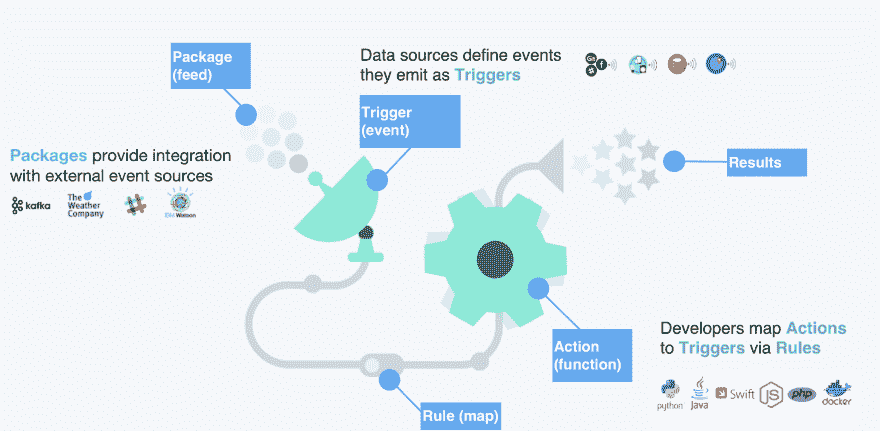 Package
(feed)
Data sources define events
they emit as Triggers
Trigger
(event)
Packages provide integration
with external event sources
kafka
The
Weather
Company
IBM Watson
Results
Action
(function)
Developers map Actions
to Triggers via Rules
python
Java
Swift
JS
php
docker
Rule (map)